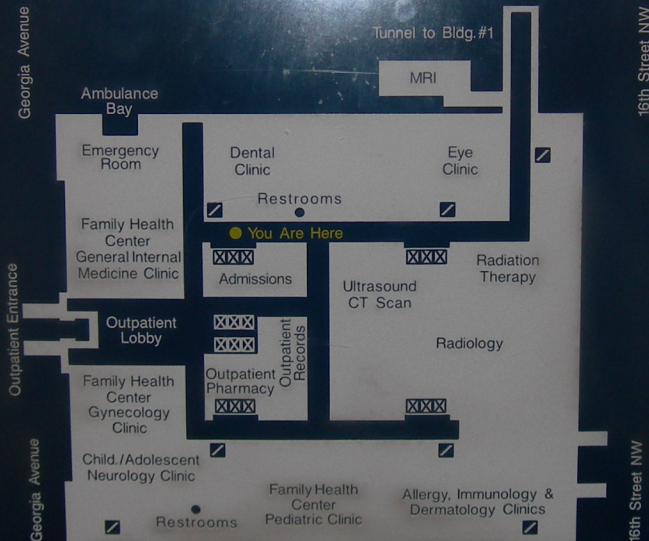 Georgia Avenue
Tunnel to Bldg.#1
16th Street NW
MRI
Ambulance
Bay
Emergency
Room
Dental
Clinic
Eye
Clinic
Restrooms
You Are Here
Family Health
Center
General Internal
Medicine Clinic
Admissions
Ultrasound
CT Scan
Radiation
Therapy
Outpatient Entrance
Outpatient
Lobby
Outpatient
Records
Radiology
Outpatient
Pharmacy
Family Health
Center
Gynecology
Clinic
Child./Adolescent
Neurology Clinic
Georgia Avenue
Restrooms
Family Health
Center
Pediatric Clinic
Allergy, Immunology &
Dermatology Clinics
16th Street NW